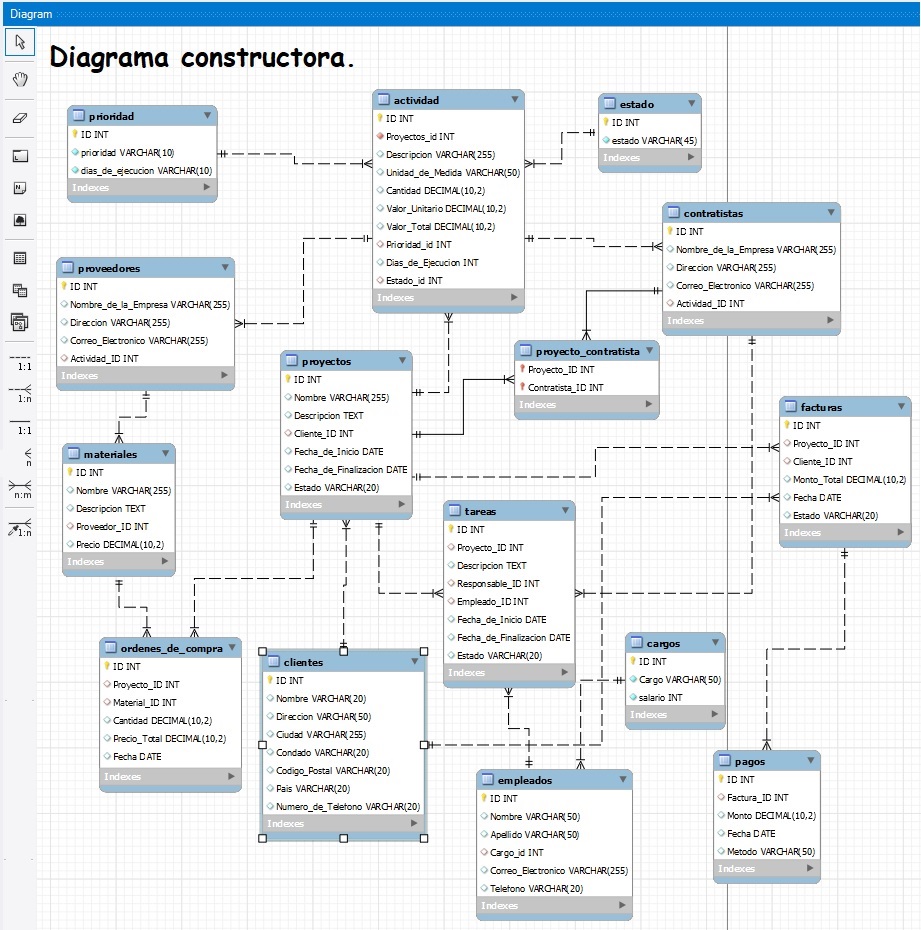 Diagram
Diagrama constructora.
prioridad
ID INT
prioridad VARCHAR(10)
dias_de_ejecucion VARCHAR(10)
Indexes
actividad
ID INT
Proyectos_id INT
Descripcion VARCHAR(255)
Unidad_de_Medida VARCHAR(50)
Cantidad DECIMAL(10,2)
Valor_Unitario DECIMAL(10,2)
Valor_Total DECIMAL(10,2)
Prioridad_id INT
Dias_de_Ejecucion INT
Estado_id INT
Indexes
estado
ID INT
estado VARCHAR(45)
Indexes
contratistas
ID INT
Nombre_de_la_Empresa VARCHAR(255)
Direccion VARCHAR(255)
Correo_Electronico VARCHAR(255)
Actividad_ID INT
Indexes
proveedores
ID INT
Nombre_de_la_Empresa VARCHAR(255)
Direccion VARCHAR(255)
Correo_Electronico VARCHAR(255)
Actividad_ID INT
Indexes
proyectos
ID INT
Nombre VARCHAR(255)
Descripcion TEXT
Cliente_ID INT
Fecha_de_Inicio DATE
Fecha_de_Finalizacion DATE
Estado VARCHAR(20)
Indexes
proyecto_contratista
Proyecto_ID INT
Contratista_ID INT
Indexes
facturas
ID INT
Proyecto_ID INT
Cliente_ID INT
Monto_Total DECIMAL(10,2)
Fecha DATE
Estado VARCHAR(20)
Indexes
1:1
1:n
1:1
n
n:m
1:n
materiales
ID INT
Nombre VARCHAR(255)
Descripcion TEXT
Proveedor_ID INT
Precio DECIMAL(10,2)
Indexes
tareas
ID INT
Proyecto_ID INT
Descripcion TEXT
Responsable_ID INT
Empleado_ID INT
Fecha_de_Inicio DATE
Fecha_de_Finalizacion DATE
Estado VARCHAR(20)
Indexes
ordenes_de_compra
ID INT
Proyecto_ID INT
Material_ID INT
Cantidad DECIMAL(10,2)
Precio_Total DECIMAL(10,2)
Fecha DATE
Indexes
clientes
ID INT
Nombre VARCHAR(20)
Direccion VARCHAR(50)
Ciudad VARCHAR(255)
Condado VARCHAR(20)
Codigo_Postal VARCHAR(20)
Pais VARCHAR(20)
Numero_de_Telefono VARCHAR(20)
Indexes
cargos
ID INT
Cargo VARCHAR(50)
salario INT
Indexes
empleados
ID INT
Nombre VARCHAR(50)
Apellido VARCHAR(50)
Cargo_id INT
Correo_Electronico VARCHAR(255)
Telefono VARCHAR(20)
Indexes
pagos
ID INT
Factura_ID INT
Monto DECIMAL(10,2)
Fecha DATE
Metodo VARCHAR(50)
Indexes